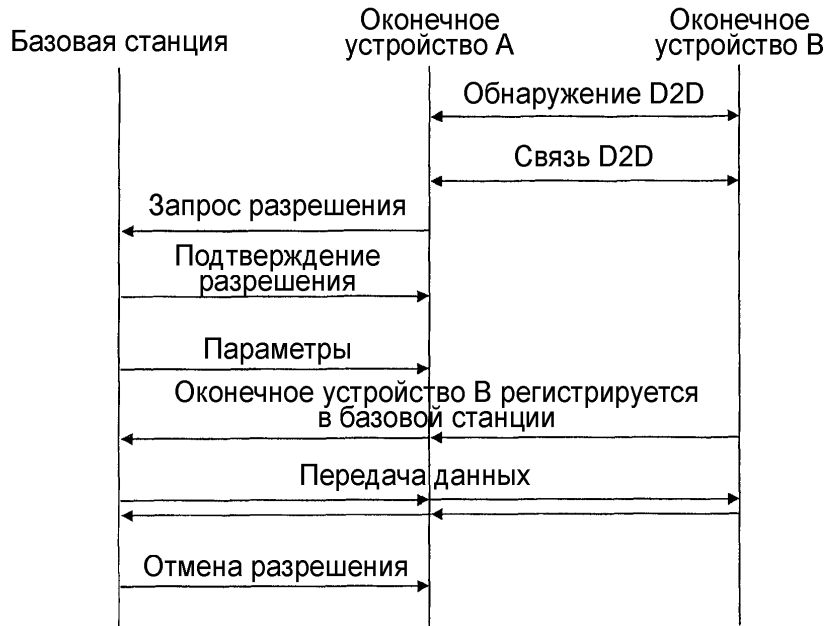 Базовая станция
Оконечное
устройство А
Оконечное
устройство В
Обнаружение D2D
Связь D2D
Запрос разрешения
Подтверждение
разрешения
Параметры
Оконечное устройство В регистрируется
в базовой станции
Передача данных
Отмена разрешения